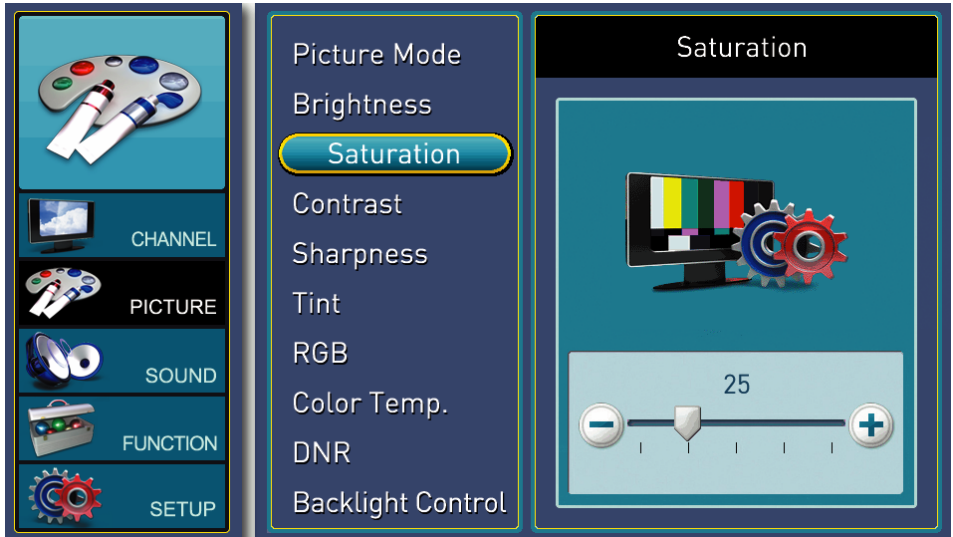 CHANNEL
PICTURE
SOUND
FUNCTION
SETUP
Picture Mode
Brightness
Saturation
Contrast
Sharpness
Tint
RGB
Color Temp.
DNR
Backlight Control
Saturation
25